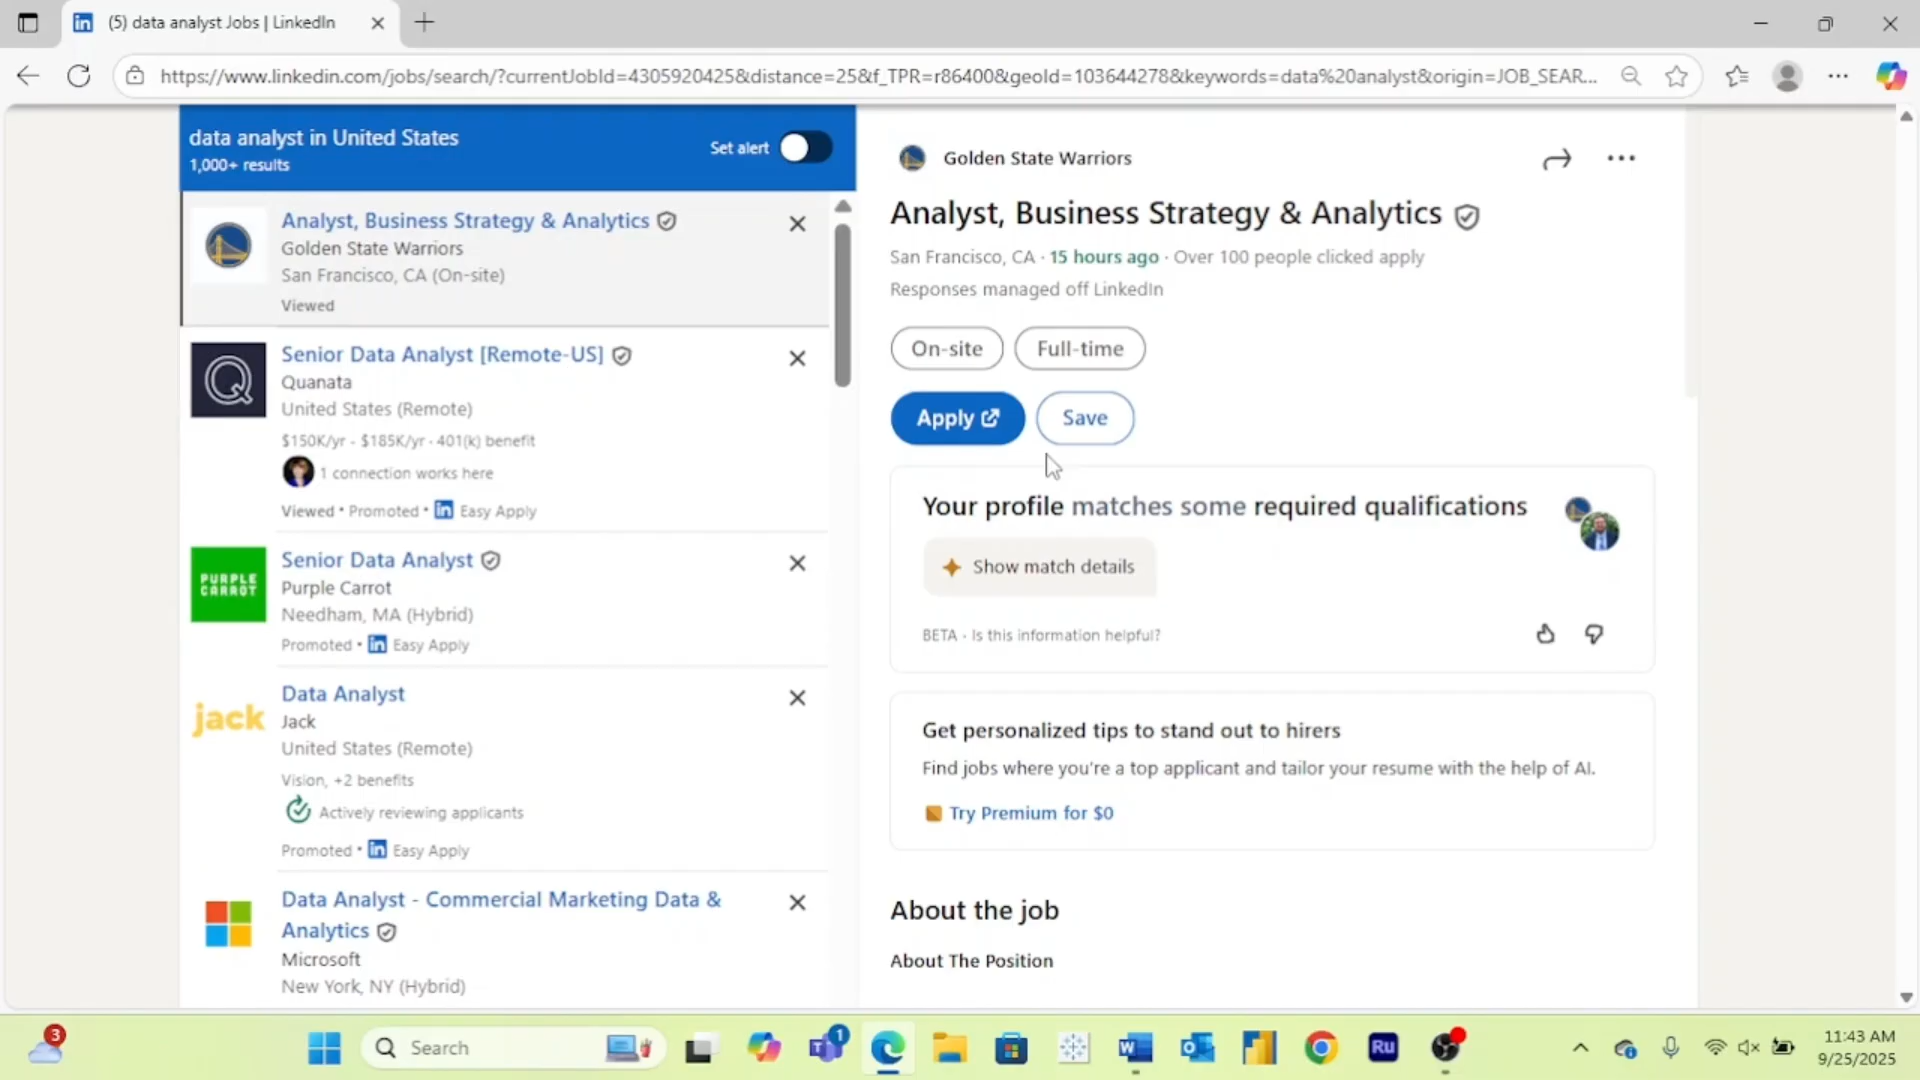 (5) data analyst Jobs | LinkedIn
https://www.linkedin.com/jobs/search/?currentJobId=4305920425&distance=25&f_TPR=r86400&geoId=103644278&keywords=data%20analyst&origin=JOB_SEAR...
data analyst in United States
1,000+ results
Set alert
Analyst, Business Strategy & Analytics
Golden State Warriors
San Francisco, CA (On-site)
Viewed
Senior Data Analyst [Remote-US]
Quanata
United States (Remote)
$150K/yr - $185K/yr · 401(k) benefit
1 connection works here
Viewed • Promoted • in Easy Apply
PURPLE
CARROT
Senior Data Analyst
Purple Carrot
Needham, MA (Hybrid)
Promoted • in Easy Apply
jack
Data Analyst
Jack
United States (Remote)
Vision, +2 benefits
Actively reviewing applicants
Promoted • in Easy Apply
Data Analyst - Commercial Marketing Data &
Analytics
Microsoft
New York, NY (Hybrid)
Golden State Warriors
Analyst, Business Strategy & Analytics
San Francisco, CA · 15 hours ago · Over 100 people clicked apply
Responses managed off LinkedIn
On-site Full-time
Apply Save
Your profile matches some required qualifications
Show match details
BETA · Is this information helpful?
Get personalized tips to stand out to hirers
Find jobs where you're a top applicant and tailor your resume with the help of AI.
Try Premium for $0
About the job
About The Position
3
Search
1
Ru
11:43 AM
9/25/2025